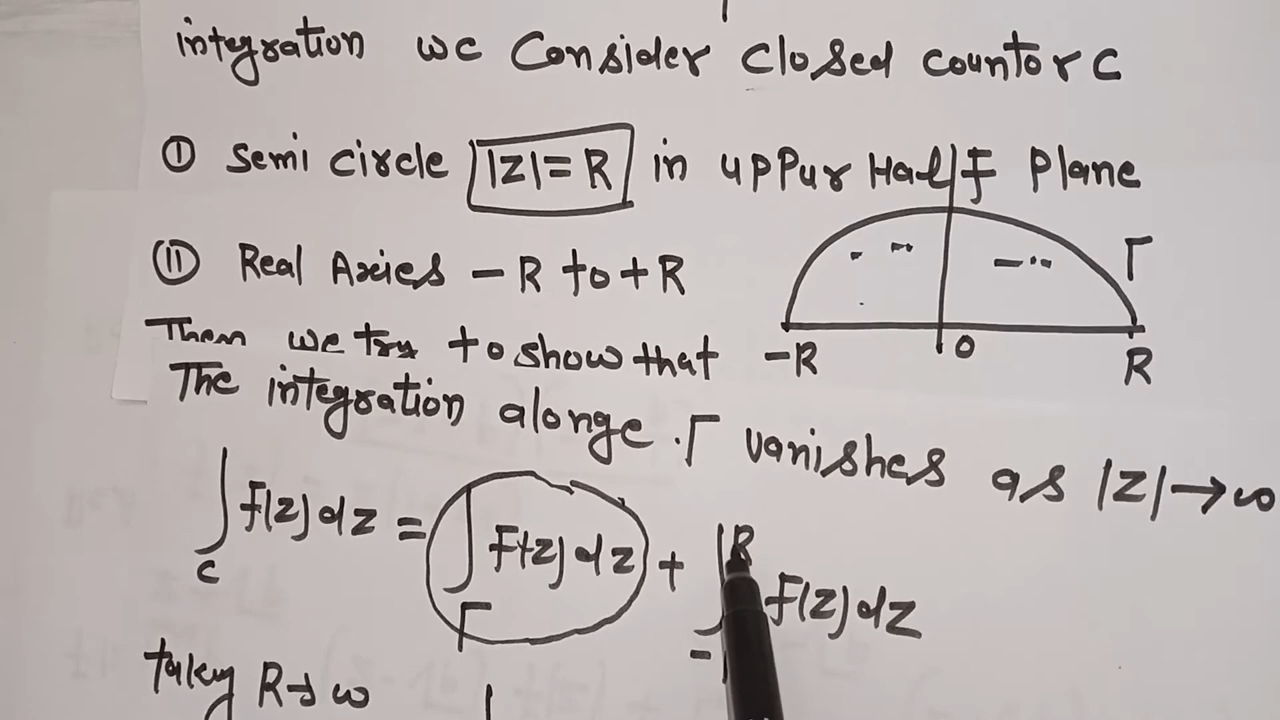 integration we Consider closed countor C
① Semi circle |Z|=R in upPur Half Plane
Γ
② Real Axies -R to +R
-R 0 R
Then we try to show that
The integration alonge .Γ vanishes as |Z|→∞
∫_C f(z)dz = ∫_Γ F(z)dz + ∫^R F(z)dz
taking R→∞